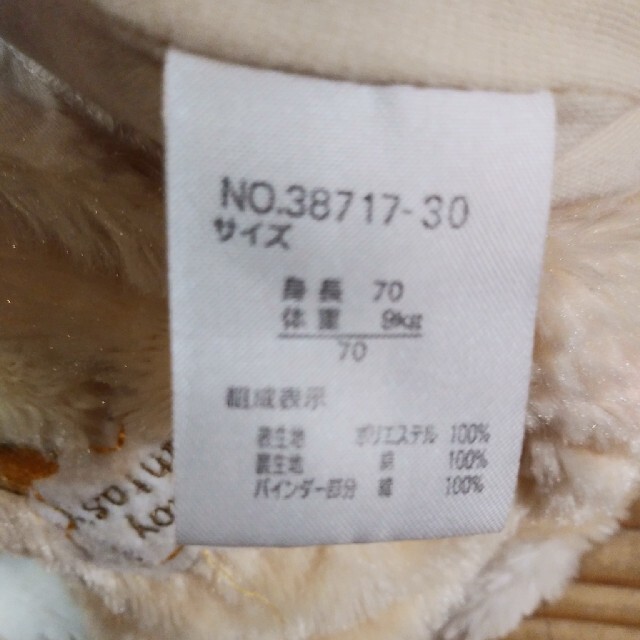 NO.38717-30
サイズ
身長 70
体重 9kg
70
組成表示
表生地 ポリエステル 100%
裏生地 綿 100%
バインダー部分 綿 100%